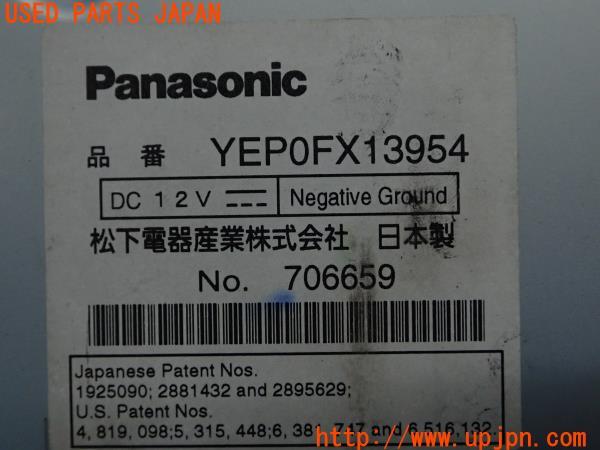 USED PARTS JAPAN
Panasonic
品番 YEP0FX13954
DC 12V Negative Ground
松下電器産業株式会社 日本製
No. 706659
Japanese Patent Nos.
1925090; 2881432 and 2895629;
U.S. Patent Nos.
4, 819, 098;5, 315, 448;6, 381, 747 and 6,516,132.
http://www.upjpn.com